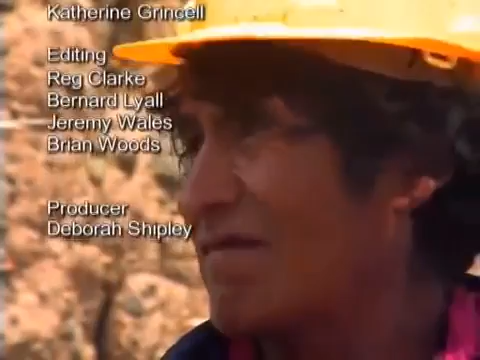 Katherine Grincell
Editing
Reg Clarke
Bernard Lyall
Jeremy Wales
Brian Woods
Producer
Deborah Shipley